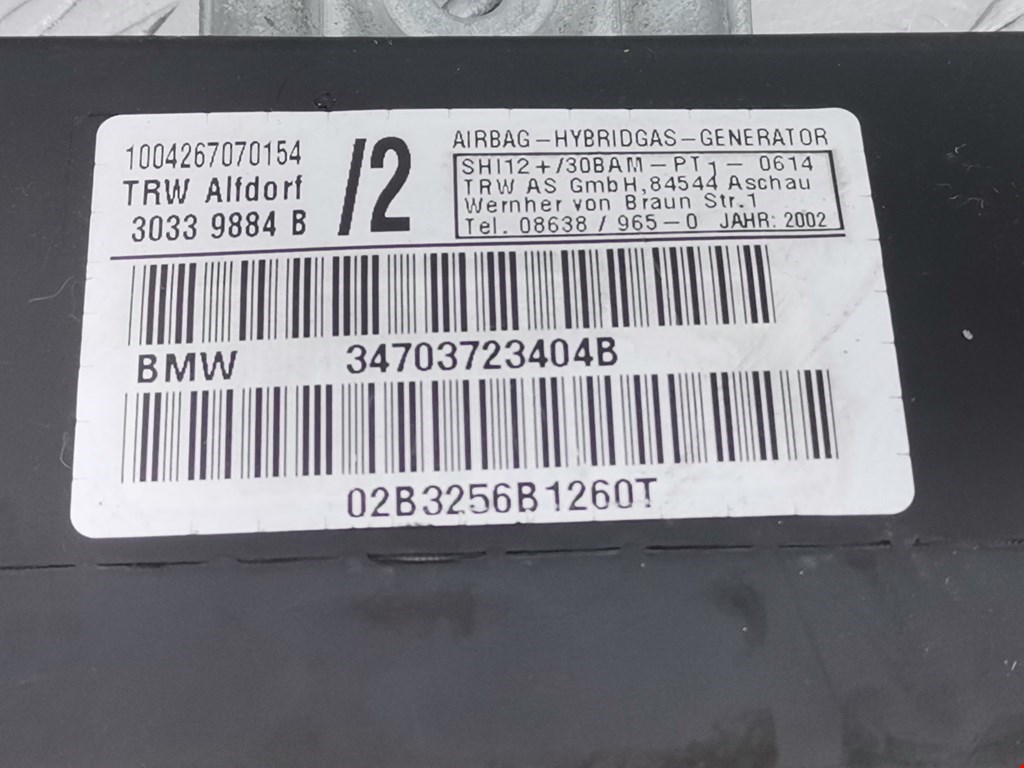 1004267070154
TRW Alfdorf
3033 9884 B
/2
AIRBAG-HYBRIDGAS-GENERATOR
SHI12+/30BAM-PT1-0614
TRW AS GmbH,84544 Aschau
Wernher von Braun Str.1
Tel. 08638/965-0 JAHR: 2002
BMW 34703723404B
02B3256B1260T